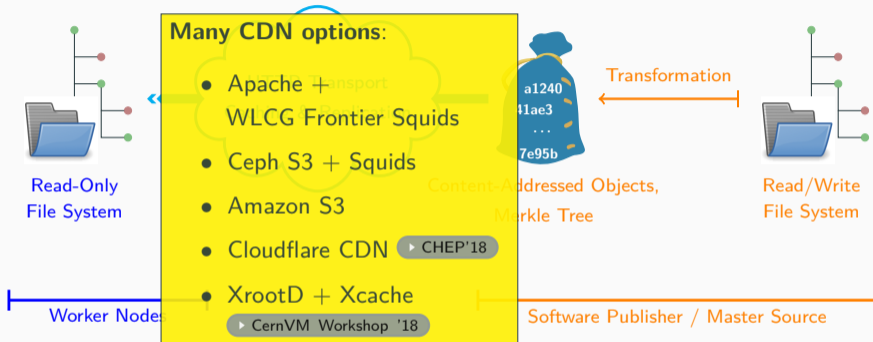 Many CDN options:
• Apache +
WLCG Frontier Squids
• Ceph S3 + Squids
• Amazon S3
• Cloudflare CDN
CHEP'18
• XrootD + Xcache
CernVM Workshop '18
Transport
a1240
41ae3
...
7e95b
Transformation
Read-Only
File System
Content-Addressed Objects,
Merkle Tree
Read/Write
File System
Worker Nodes
Software Publisher / Master Source